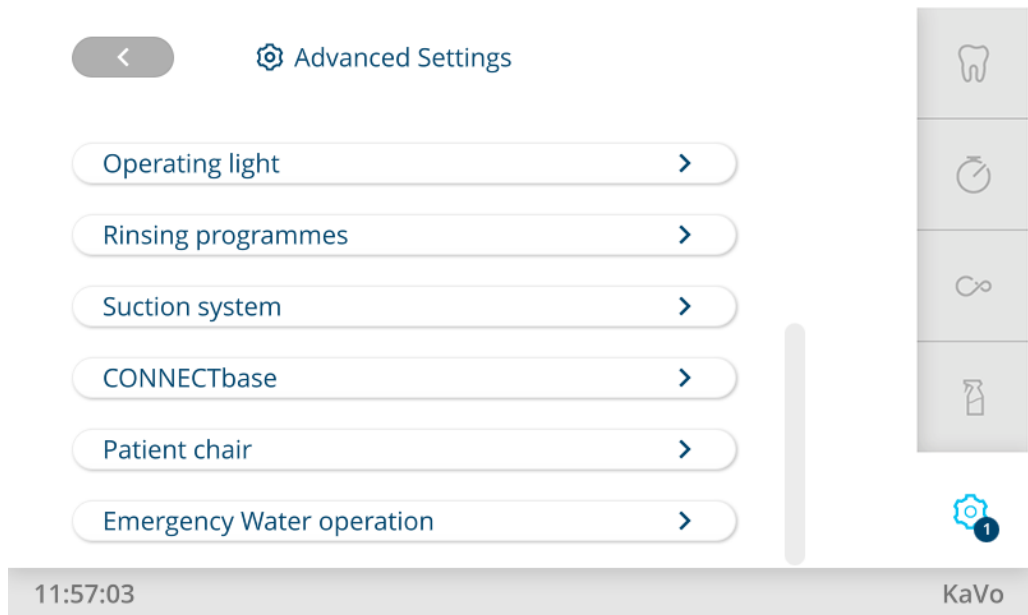 Advanced Settings
Operating light
Rinsing programmes
Suction system
CONNECTbase
Patient chair
Emergency Water operation
1
11:57:03
KaVo